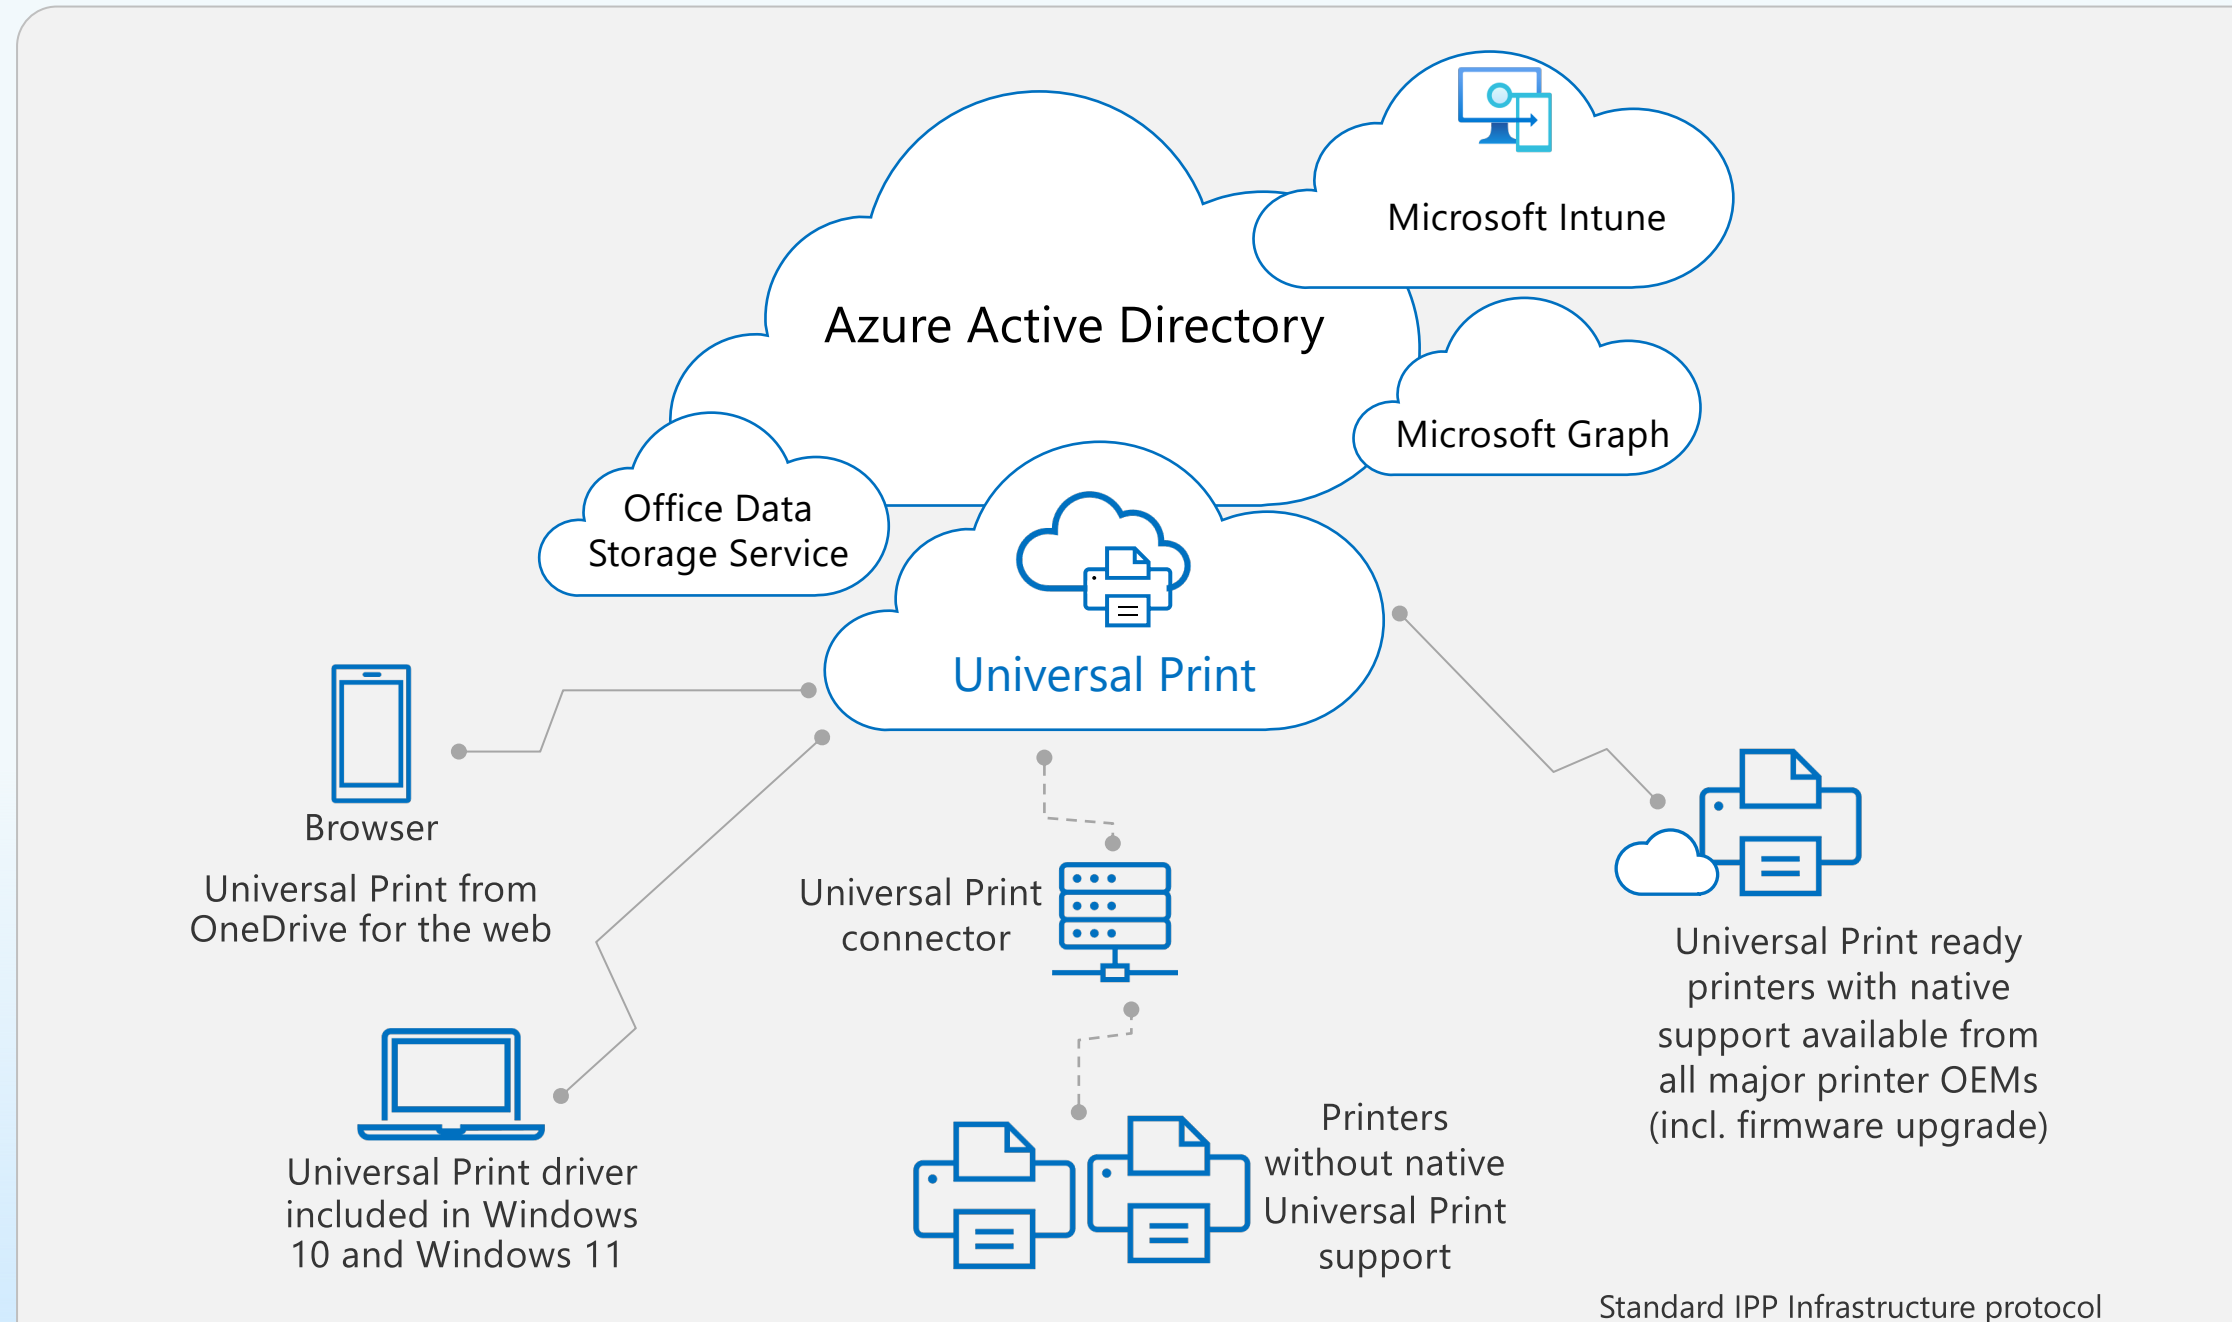 Microsoft Intune
Azure Active Directory
Microsoft Graph
Office Data
Storage Service
Universal Print
Browser
Universal Print from
OneDrive for the web
Universal Print
connector
Universal Print ready
printers with native
support available from
all major printer OEMs
(incl. firmware upgrade)
Universal Print driver
included in Windows
10 and Windows 11
Printers
without native
Universal Print
support
Standard IPP Infrastructure protocol